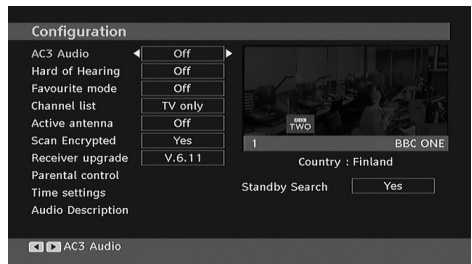 Configuration
AC3 Audio Off
Hard of Hearing Off
Favourite mode Off
Channel list TV only
Active antenna Off
Scan Encrypted Yes
Receiver upgrade V.6.11
Parental control
Time settings
Audio Description
BBC
TWO
1 BBC ONE
Country : Finland
Standby Search Yes
AC3 Audio